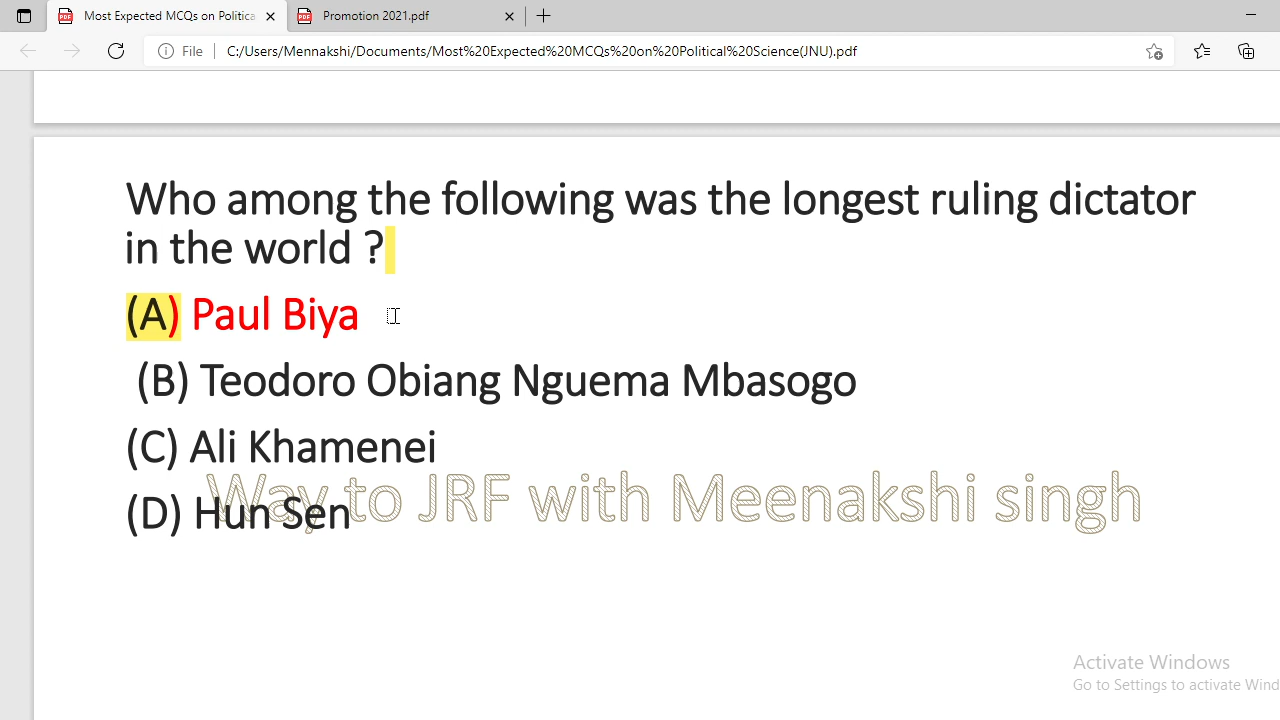 Most Expected MCQs on Politica
Promotion 2021.pdf
File
C:/Users/Mennakshi/Documents/Most%20Expected%20MCQs%20on%20Political%20Science(JNU).pdf
Who among the following was the longest ruling dictator
in the world ?
(A) Paul Biya
(B) Teodoro Obiang Nguema Mbasogo
(C) Ali Khamenei
Way to JRF with Meenakshi singh
(D) Hun Sen
Activate Windows
Go to Settings to activate Wind